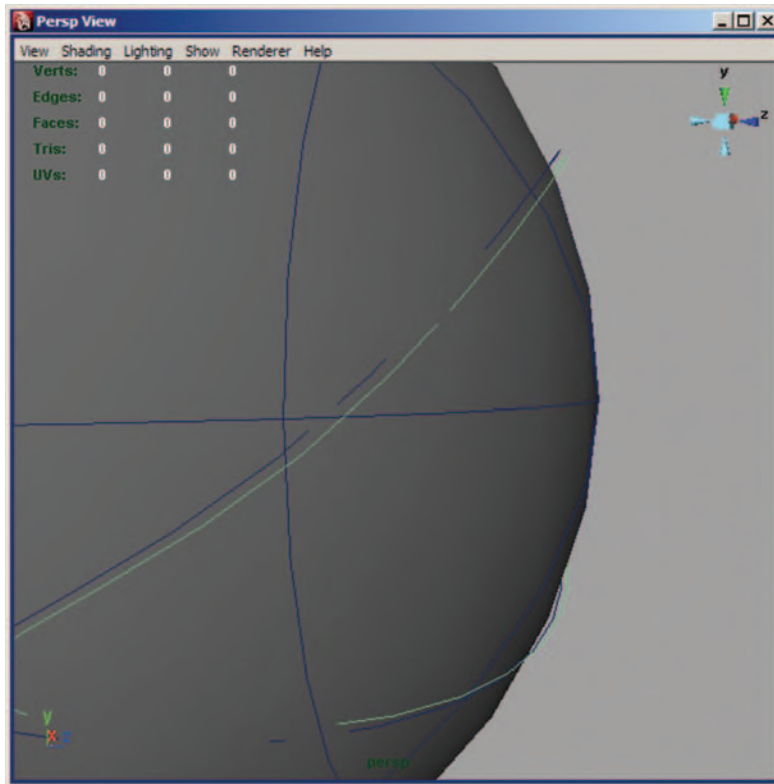 Persp View
View Shading Lighting Show Renderer Help
Verts: 0 0 0
Edges: 0 0 0
Faces: 0 0 0
Tris: 0 0 0
UVs: 0 0 0
y
z
y
x z
persp